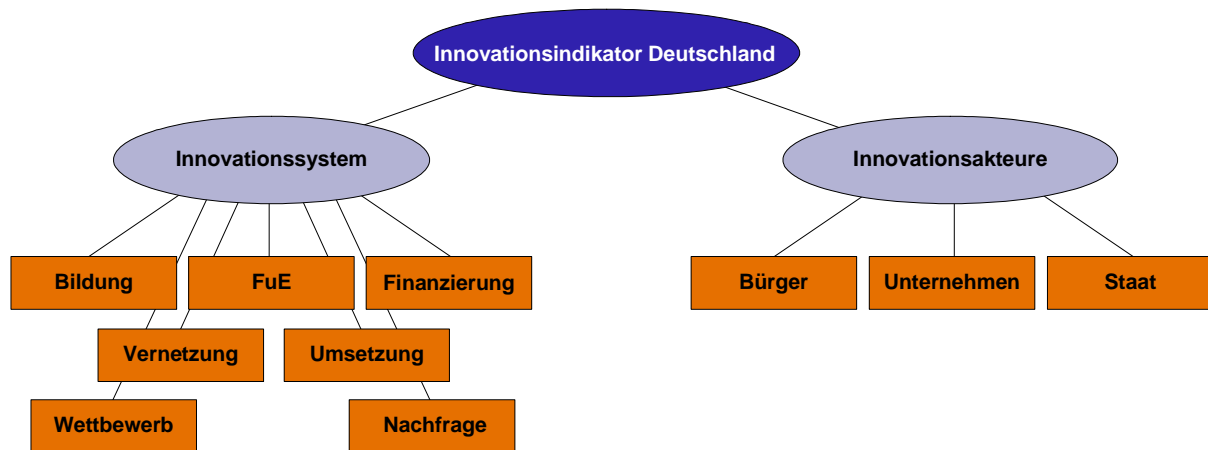 Innovationsindikator Deutschland
Innovationssystem
Innovationsakteure
Bildung
FuE
Finanzierung
Bürger
Unternehmen
Staat
Vernetzung
Umsetzung
Wettbewerb
Nachfrage